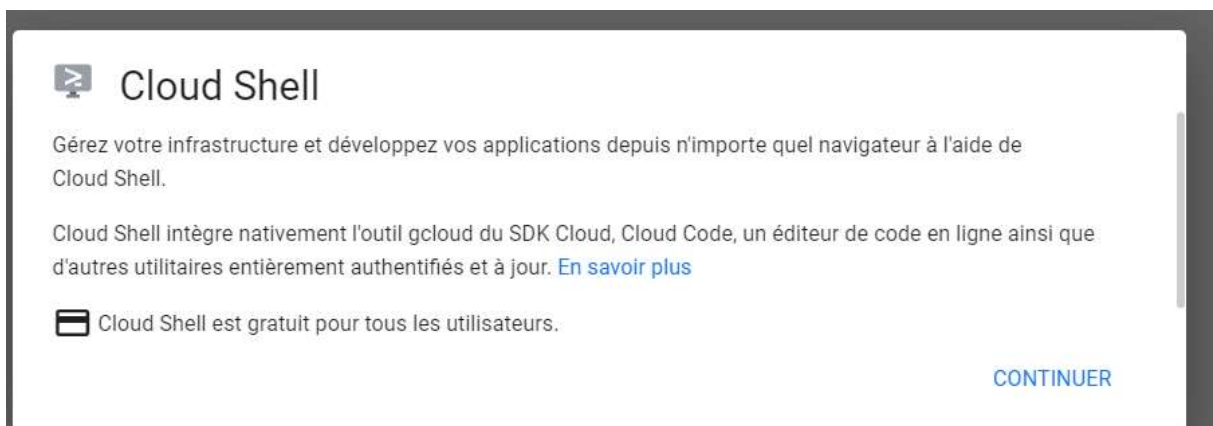 Cloud Shell
Gérez votre infrastructure et développez vos applications depuis n'importe quel navigateur à l'aide de
Cloud Shell.
Cloud Shell intègre nativement l'outil gcloud du SDK Cloud, Cloud Code, un éditeur de code en ligne ainsi que
d'autres utilitaires entièrement authentifiés et à jour. En savoir plus
Cloud Shell est gratuit pour tous les utilisateurs.
CONTINUER